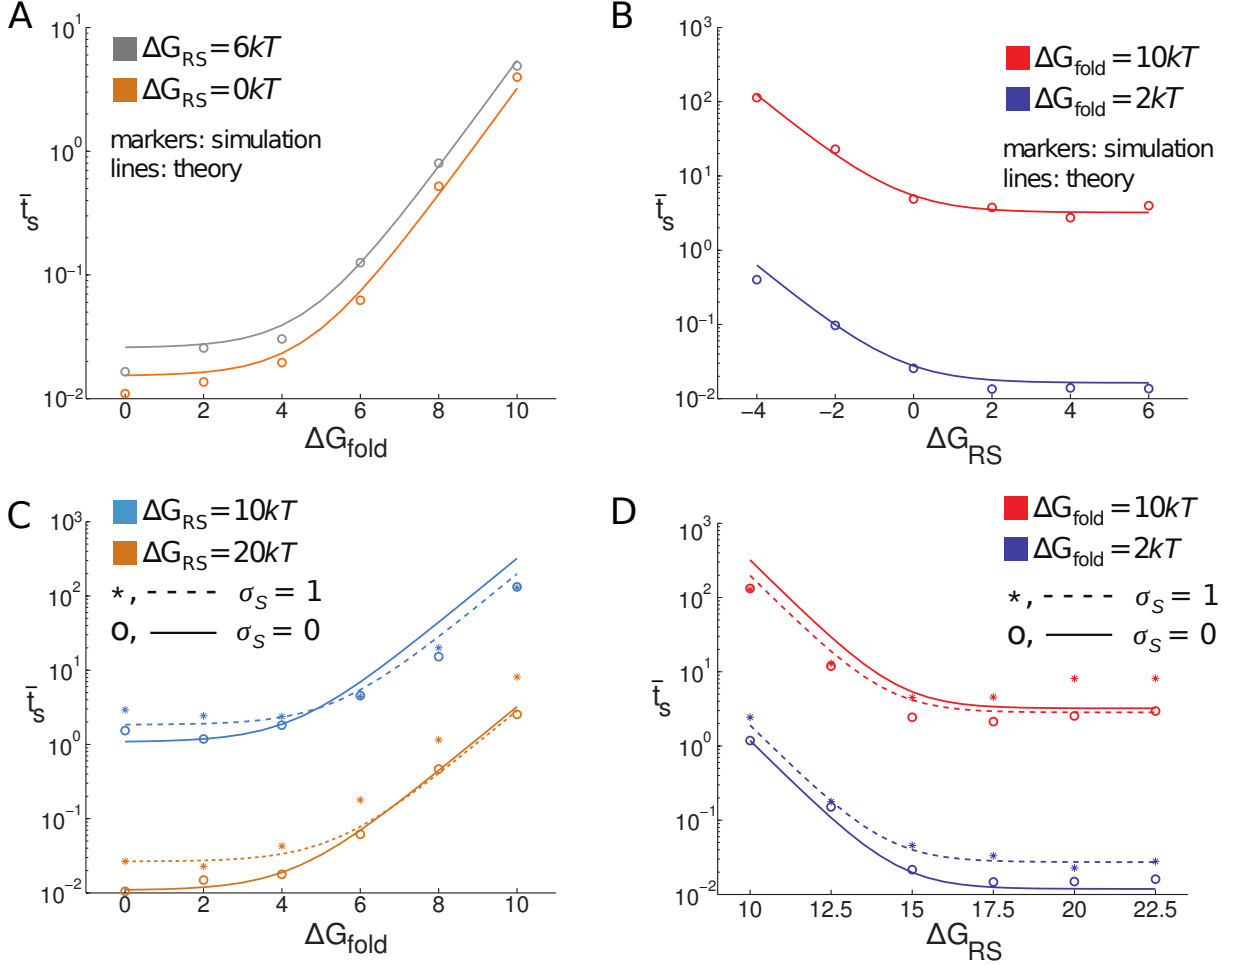 A
ΔG_RS = 6kT
ΔG_RS = 0kT
markers: simulation
lines: theory
t̄_s
10^1
10^0
10^−1
10^−2
0 2 4 6 8 10
ΔG_fold
B
ΔG_fold = 10kT
ΔG_fold = 2kT
markers: simulation
lines: theory
t̄_s
10^3
10^2
10^1
10^0
10^−1
10^−2
−4 −2 0 2 4 6
ΔG_RS
C
ΔG_RS = 10kT
ΔG_RS = 20kT
*, - - - - σ_S = 1
o, —— σ_S = 0
t̄_s
10^3
10^2
10^1
10^0
10^−1
10^−2
0 2 4 6 8 10
ΔG_fold
D
ΔG_fold = 10kT
ΔG_fold = 2kT
*, - - - - σ_S = 1
o, —— σ_S = 0
t̄_s
10^3
10^2
10^1
10^0
10^−1
10^−2
10 12.5 15 17.5 20 22.5
ΔG_RS